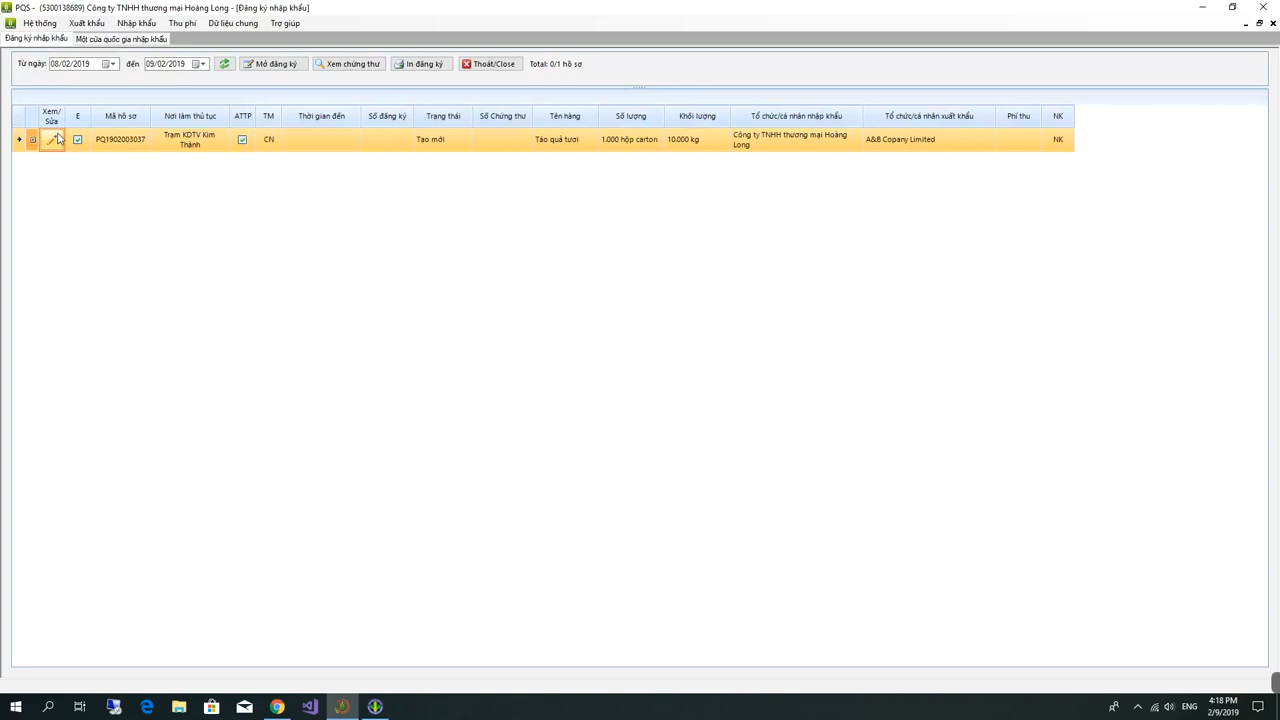 PQS - (5300138689) Công ty TNHH thương mại Hoàng Long - [Đăng ký nhập khẩu]
Hệ thống Xuất khẩu Nhập khẩu Thu phí Dữ liệu chung Trợ giúp
Đăng ký nhập khẩu Một cửa quốc gia nhập khẩu
Từ ngày: 08/02/2019 đến 09/02/2019 Mở đăng ký Xem chứng thư In đăng ký Thoát/Close Total: 0/1 hồ sơ
Xem/
Sửa E Mã hồ sơ Nơi làm thủ tục ATTP TM Thời gian đến Số đăng ký Trạng thái Số Chứng thư Tên hàng Số lượng Khối lượng Tổ chức/cá nhân nhập khẩu Tổ chức/cá nhân xuất khẩu Phí thu NK
PQ1902003037 Trạm KDTV Kim CN Tạo mới Táo quả tươi 1.000 hộp carton 10.000 kg Công ty TNHH thương mại Hoàng A&B Copany Limited NK
Thành Long
4:18 PM
ENG
2/9/2019